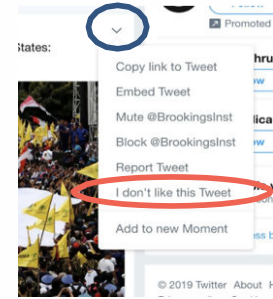 Promoted
States:
Copy link to Tweet
Embed Tweet
Mute @BrookingsInst
Block @BrookingsInst
Report Tweet
I don't like this Tweet
Add to new Moment
© 2019 Twitter About